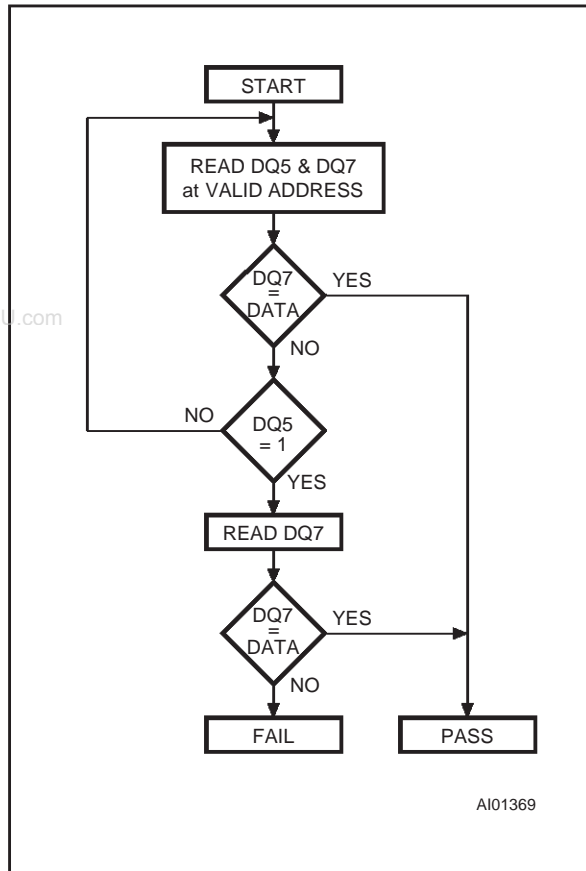 START
READ DQ5 & DQ7
at VALID ADDRESS
DQ7
=
DATA
YES
NO
U.com
NO
DQ5
= 1
YES
READ DQ7
DQ7
=
DATA
YES
NO
FAIL
PASS
AI01369